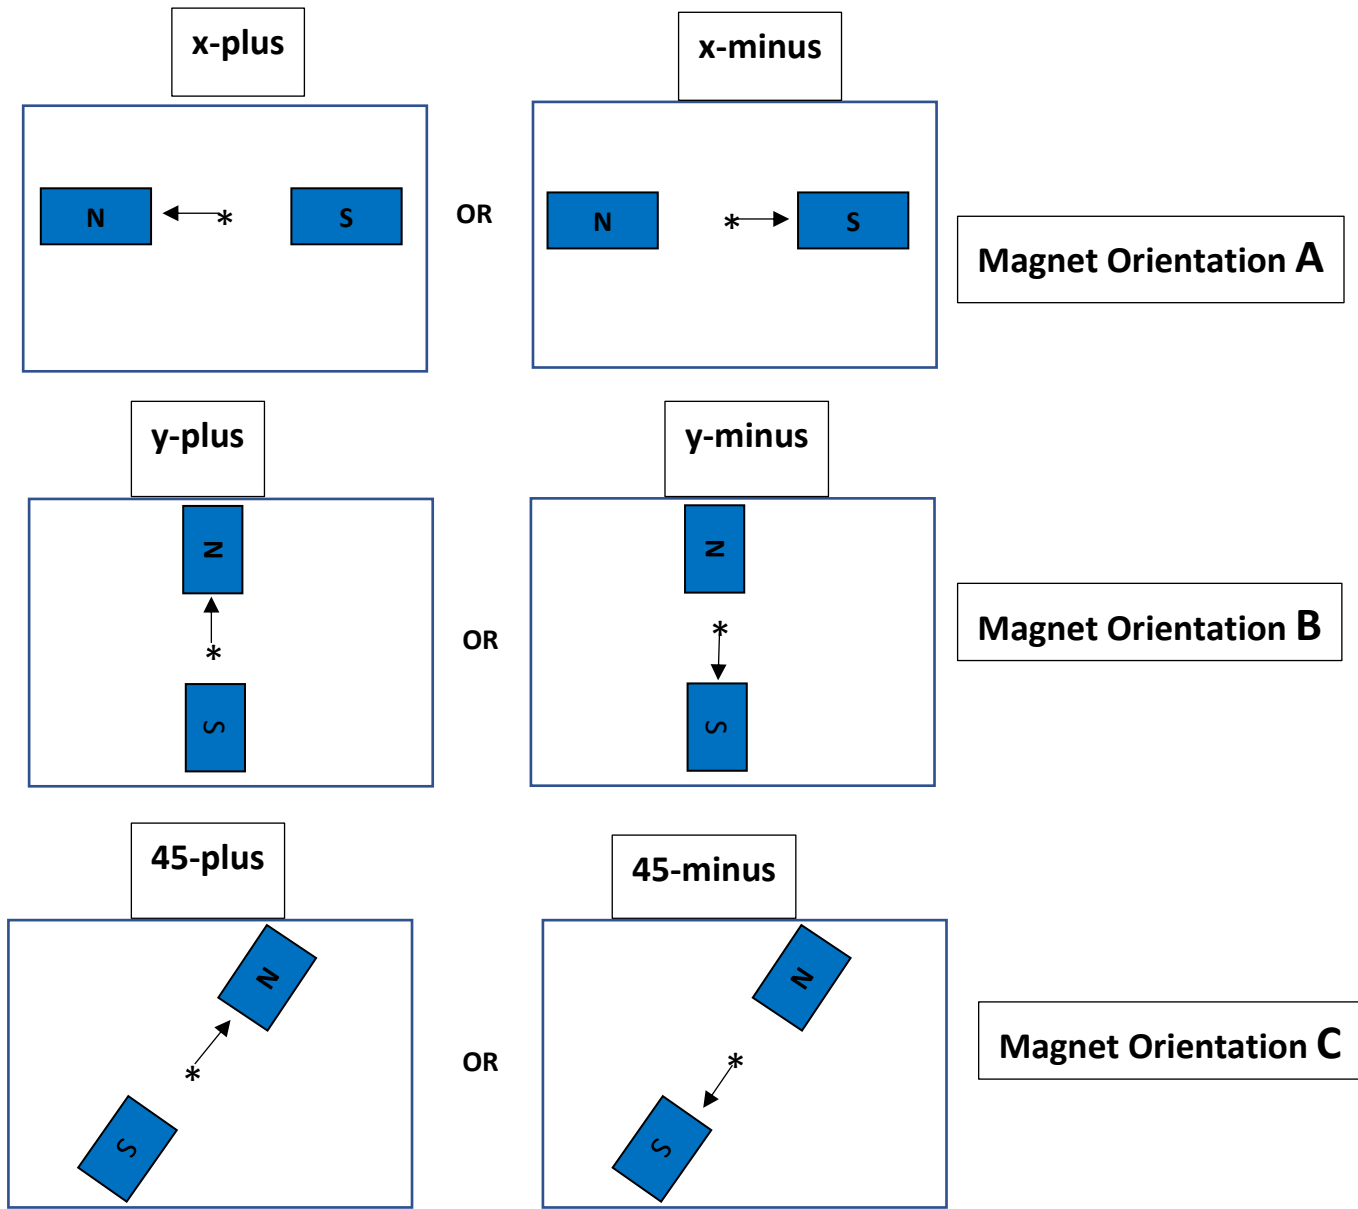 x-plus
x-minus
N * S
OR
N * S
Magnet Orientation A
y-plus
y-minus
N
*
S
OR
N
*
S
Magnet Orientation B
45-plus
45-minus
N
*
S
OR
N
*
S
Magnet Orientation C